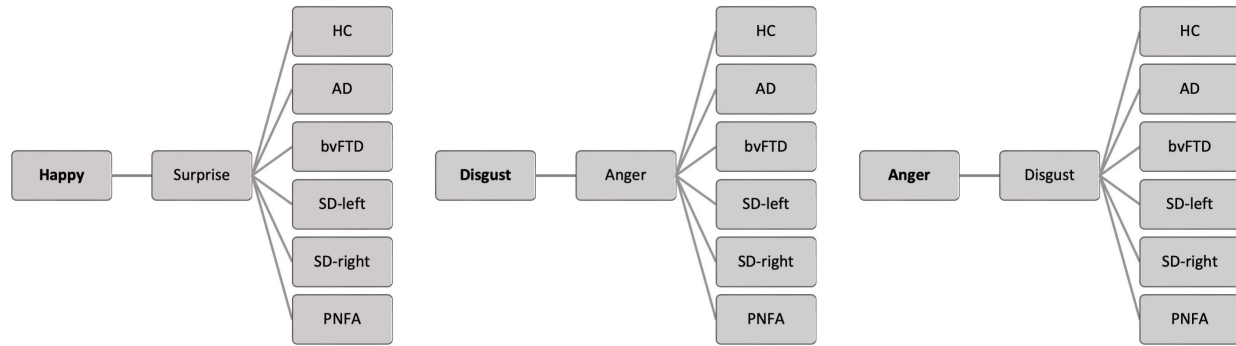 Happy
Surprise
HC
AD
bvFTD
SD-left
SD-right
PNFA
Disgust
Anger
HC
AD
bvFTD
SD-left
SD-right
PNFA
Anger
Disgust
HC
AD
bvFTD
SD-left
SD-right
PNFA